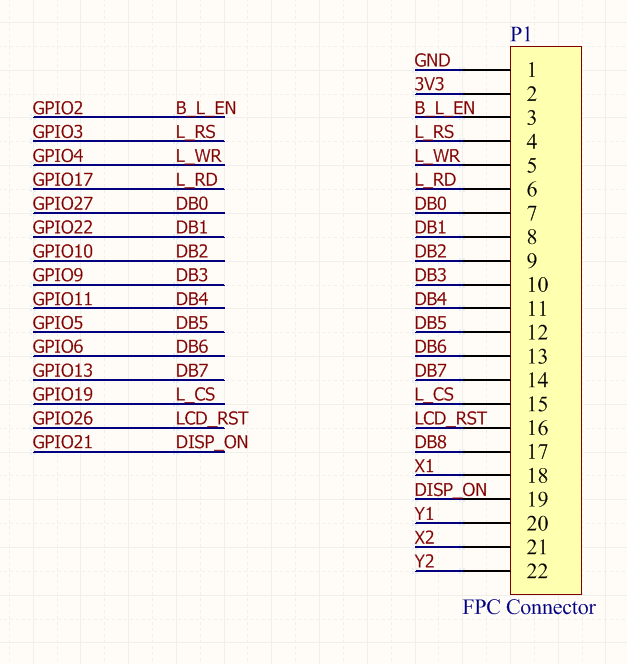 P1
GND 1
3V3 2
GPIO2 B_L_EN B_L_EN 3
GPIO3 L_RS L_RS 4
GPIO4 L_WR L_WR 5
GPIO17 L_RD L_RD 6
GPIO27 DB0 DB0 7
GPIO22 DB1 DB1 8
GPIO10 DB2 DB2 9
GPIO9 DB3 DB3 10
GPIO11 DB4 DB4 11
GPIO5 DB5 DB5 12
GPIO6 DB6 DB6 13
GPIO13 DB7 DB7 14
GPIO19 L_CS L_CS 15
GPIO26 LCD_RST LCD_RST 16
GPIO21 DISP_ON DB8 17
X1 18
DISP_ON 19
Y1 20
X2 21
Y2 22
FPC Connector